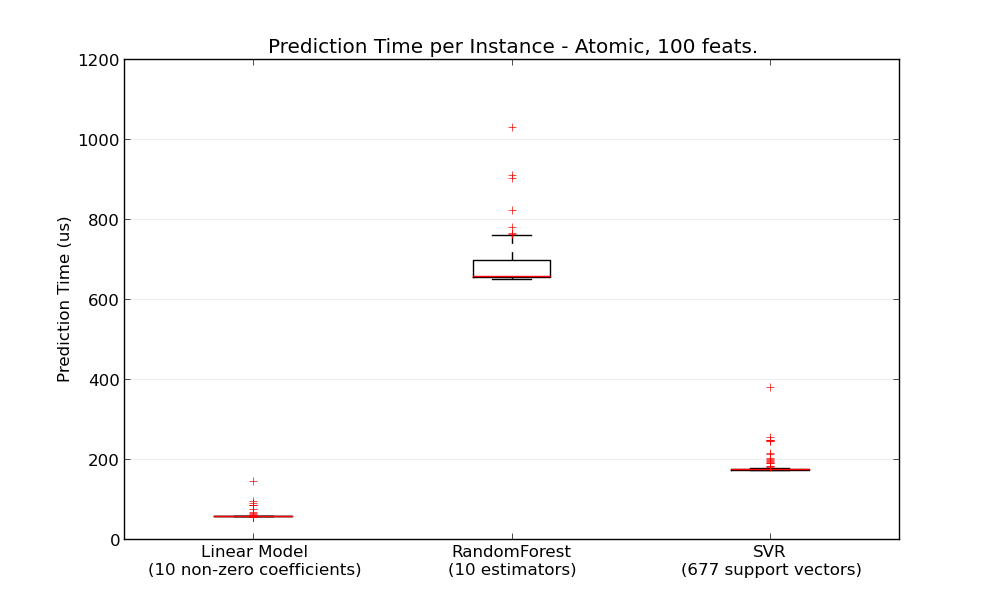 Prediction Time per Instance - Atomic, 100 feats.
1200
1000
800
600
400
200
0
Prediction Time (us)
Linear Model
(10 non-zero coefficients)
RandomForest
(10 estimators)
SVR
(677 support vectors)